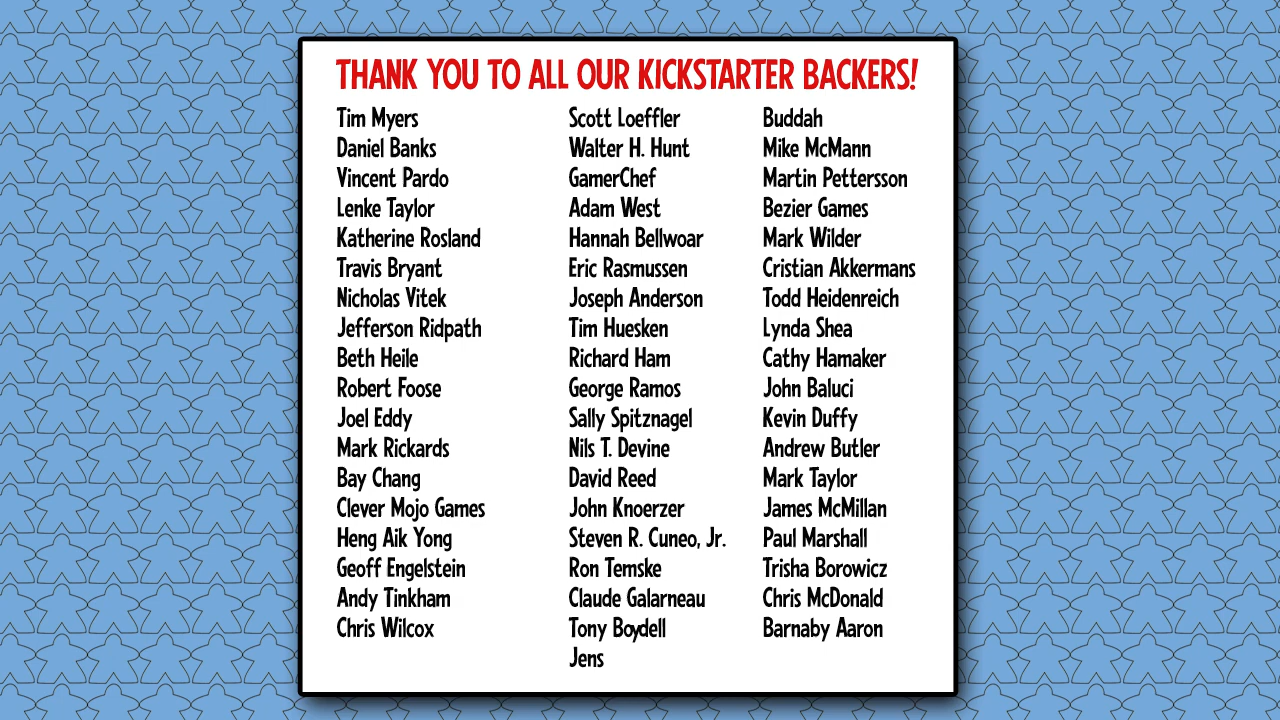 THANK YOU TO ALL OUR KICKSTARTER BACKERS!
Tim Myers
Daniel Banks
Vincent Pardo
Lenke Taylor
Katherine Rosland
Travis Bryant
Nicholas Vitek
Jefferson Ridpath
Beth Heile
Robert Foose
Joel Eddy
Mark Rickards
Bay Chang
Clever Mojo Games
Heng Aik Yong
Geoff Engelstein
Andy Tinkham
Chris Wilcox
Scott Loeffler
Walter H. Hunt
GamerChef
Adam West
Hannah Bellwoar
Eric Rasmussen
Joseph Anderson
Tim Huesken
Richard Ham
George Ramos
Sally Spitznagel
Nils T. Devine
David Reed
John Knoerzer
Steven R. Cuneo, Jr.
Ron Temske
Claude Galarneau
Tony Boydell
Jens
Buddah
Mike McMann
Martin Pettersson
Bezier Games
Mark Wilder
Cristian Akkermans
Todd Heidenreich
Lynda Shea
Cathy Hamaker
John Baluci
Kevin Duffy
Andrew Butler
Mark Taylor
James McMillan
Paul Marshall
Trisha Borowicz
Chris McDonald
Barnaby Aaron